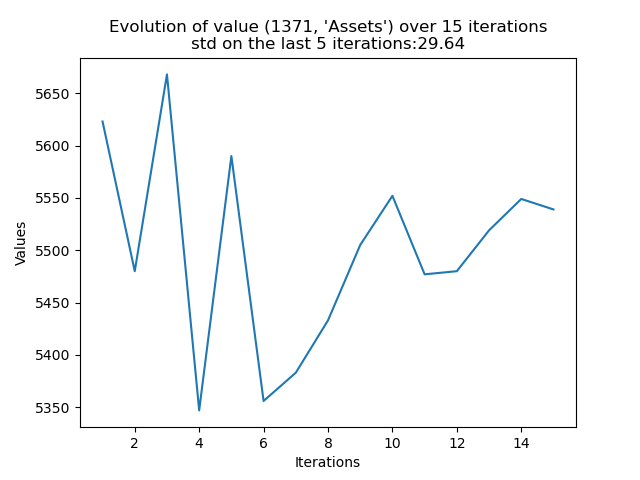 Evolution of value (1371, 'Assets') over 15 iterations
std on the last 5 iterations:29.64
5650
5600
5550
5500
5450
5400
5350
Values
2 4 6 8 10 12 14
Iterations